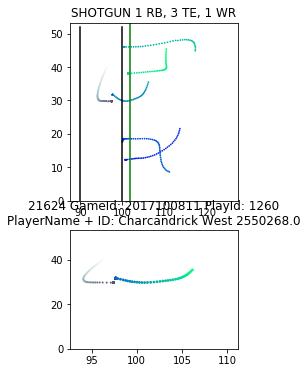 SHOTGUN 1 RB, 3 TE, 1 WR
50
40
30
20
10
0
90 100 110 120
21624 GameId: 2017100811 PlayId: 1260
PlayerName + ID: Charcandrick West 2550268.0
40
20
0
95 100 105 110